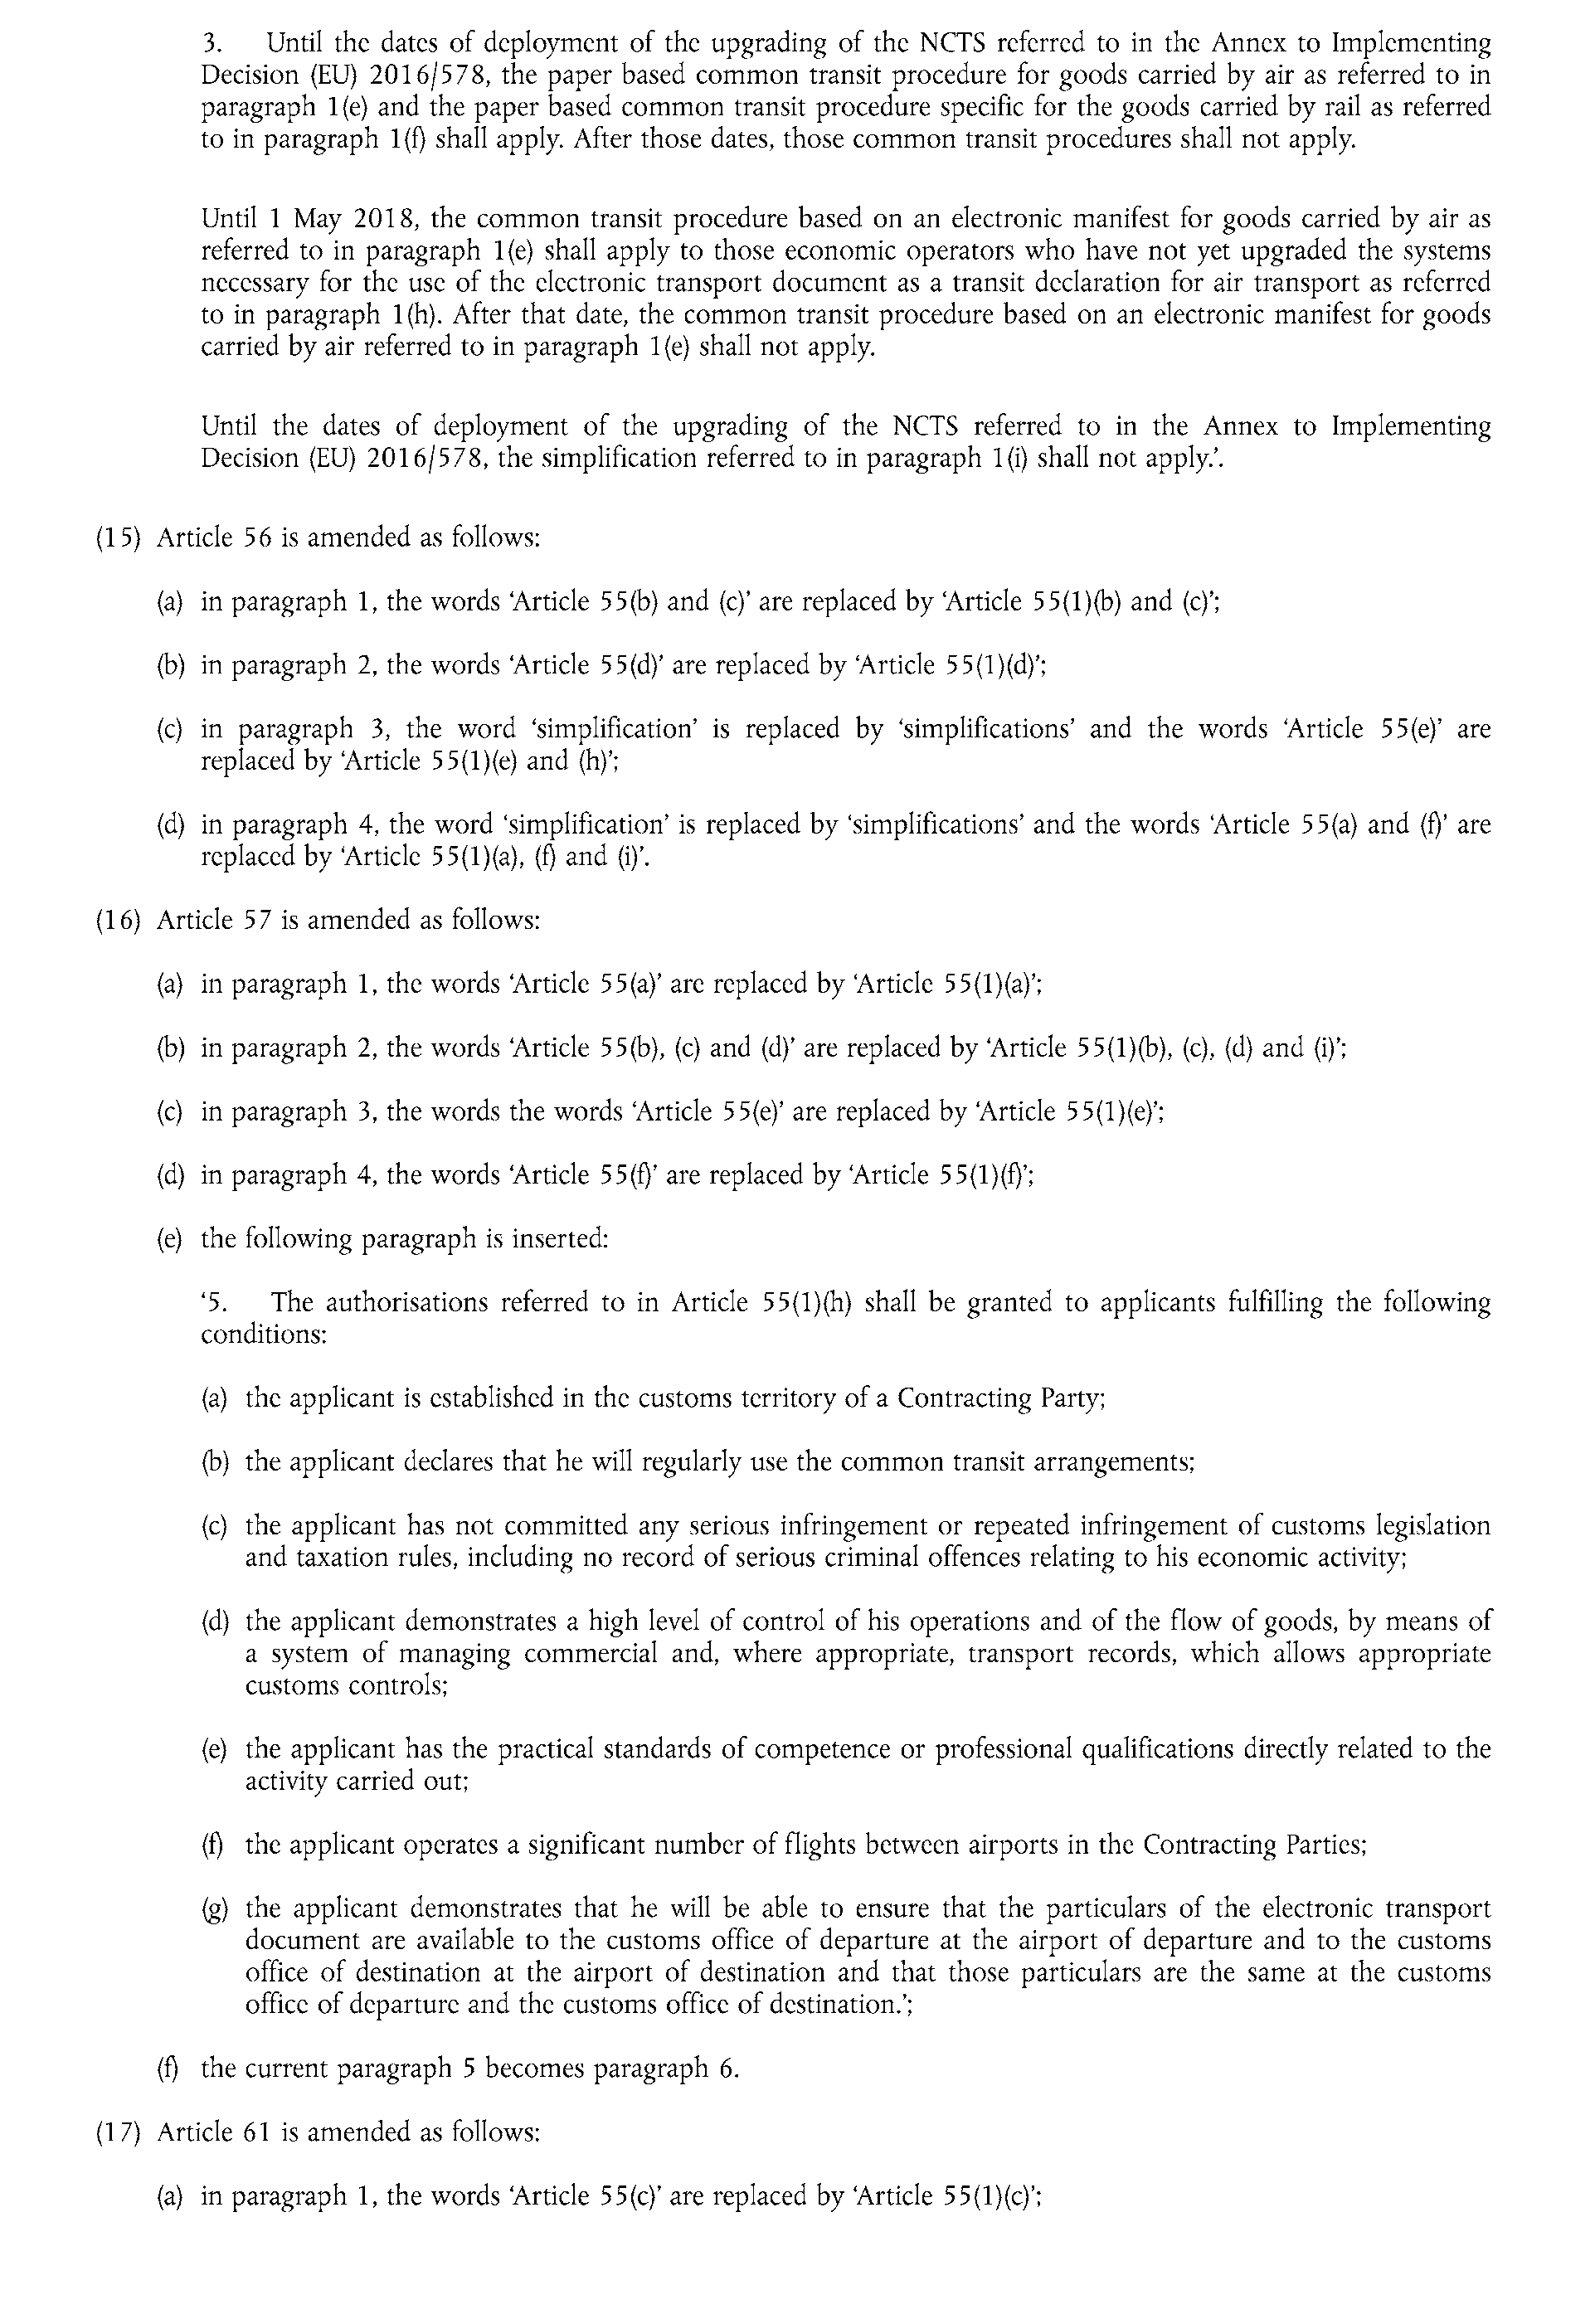 3. Until the dates of deployment of the upgrading of the NCTS referred to in the Annex to Implementing
Decision (EU) 2016/578, the paper based common transit procedure for goods carried by air as referred to in
paragraph 1(e) and the paper based common transit procedure specific for the goods carried by rail as referred
to in paragraph 1(f) shall apply. After those dates, those common transit procedures shall not apply.
Until 1 May 2018, the common transit procedure based on an electronic manifest for goods carried by air as
referred to in paragraph 1(e) shall apply to those economic operators who have not yet upgraded the systems
necessary for the use of the electronic transport document as a transit declaration for air transport as referred
to in paragraph 1(h). After that date, the common transit procedure based on an electronic manifest for goods
carried by air referred to in paragraph 1(e) shall not apply.
Until the dates of deployment of the upgrading of the NCTS referred to in the Annex to Implementing
Decision (EU) 2016/578, the simplification referred to in paragraph 1(i) shall not apply.’.
(15) Article 56 is amended as follows:
(a) in paragraph 1, the words ‘Article 55(b) and (c)’ are replaced by ‘Article 55(1)(b) and (c)’;
(b) in paragraph 2, the words ‘Article 55(d)’ are replaced by ‘Article 55(1)(d)’;
(c) in paragraph 3, the word ‘simplification’ is replaced by ‘simplifications’ and the words ‘Article 55(e)’ are
replaced by ‘Article 55(1)(e) and (h)’;
(d) in paragraph 4, the word ‘simplification’ is replaced by ‘simplifications’ and the words ‘Article 55(a) and (f)’ are
replaced by ‘Article 55(1)(a), (f) and (i)’.
(16) Article 57 is amended as follows:
(a) in paragraph 1, the words ‘Article 55(a)’ are replaced by ‘Article 55(1)(a)’;
(b) in paragraph 2, the words ‘Article 55(b), (c) and (d)’ are replaced by ‘Article 55(1)(b), (c), (d) and (i)’;
(c) in paragraph 3, the words the words ‘Article 55(e)’ are replaced by ‘Article 55(1)(e)’;
(d) in paragraph 4, the words ‘Article 55(f)’ are replaced by ‘Article 55(1)(f)’;
(e) the following paragraph is inserted:
‘5. The authorisations referred to in Article 55(1)(h) shall be granted to applicants fulfilling the following
conditions:
(a) the applicant is established in the customs territory of a Contracting Party;
(b) the applicant declares that he will regularly use the common transit arrangements;
(c) the applicant has not committed any serious infringement or repeated infringement of customs legislation
and taxation rules, including no record of serious criminal offences relating to his economic activity;
(d) the applicant demonstrates a high level of control of his operations and of the flow of goods, by means of
a system of managing commercial and, where appropriate, transport records, which allows appropriate
customs controls;
(e) the applicant has the practical standards of competence or professional qualifications directly related to the
activity carried out;
(f) the applicant operates a significant number of flights between airports in the Contracting Parties;
(g) the applicant demonstrates that he will be able to ensure that the particulars of the electronic transport
document are available to the customs office of departure at the airport of departure and to the customs
office of destination at the airport of destination and that those particulars are the same at the customs
office of departure and the customs office of destination.’;
(f) the current paragraph 5 becomes paragraph 6.
(17) Article 61 is amended as follows:
(a) in paragraph 1, the words ‘Article 55(c)’ are replaced by ‘Article 55(1)(c)’;